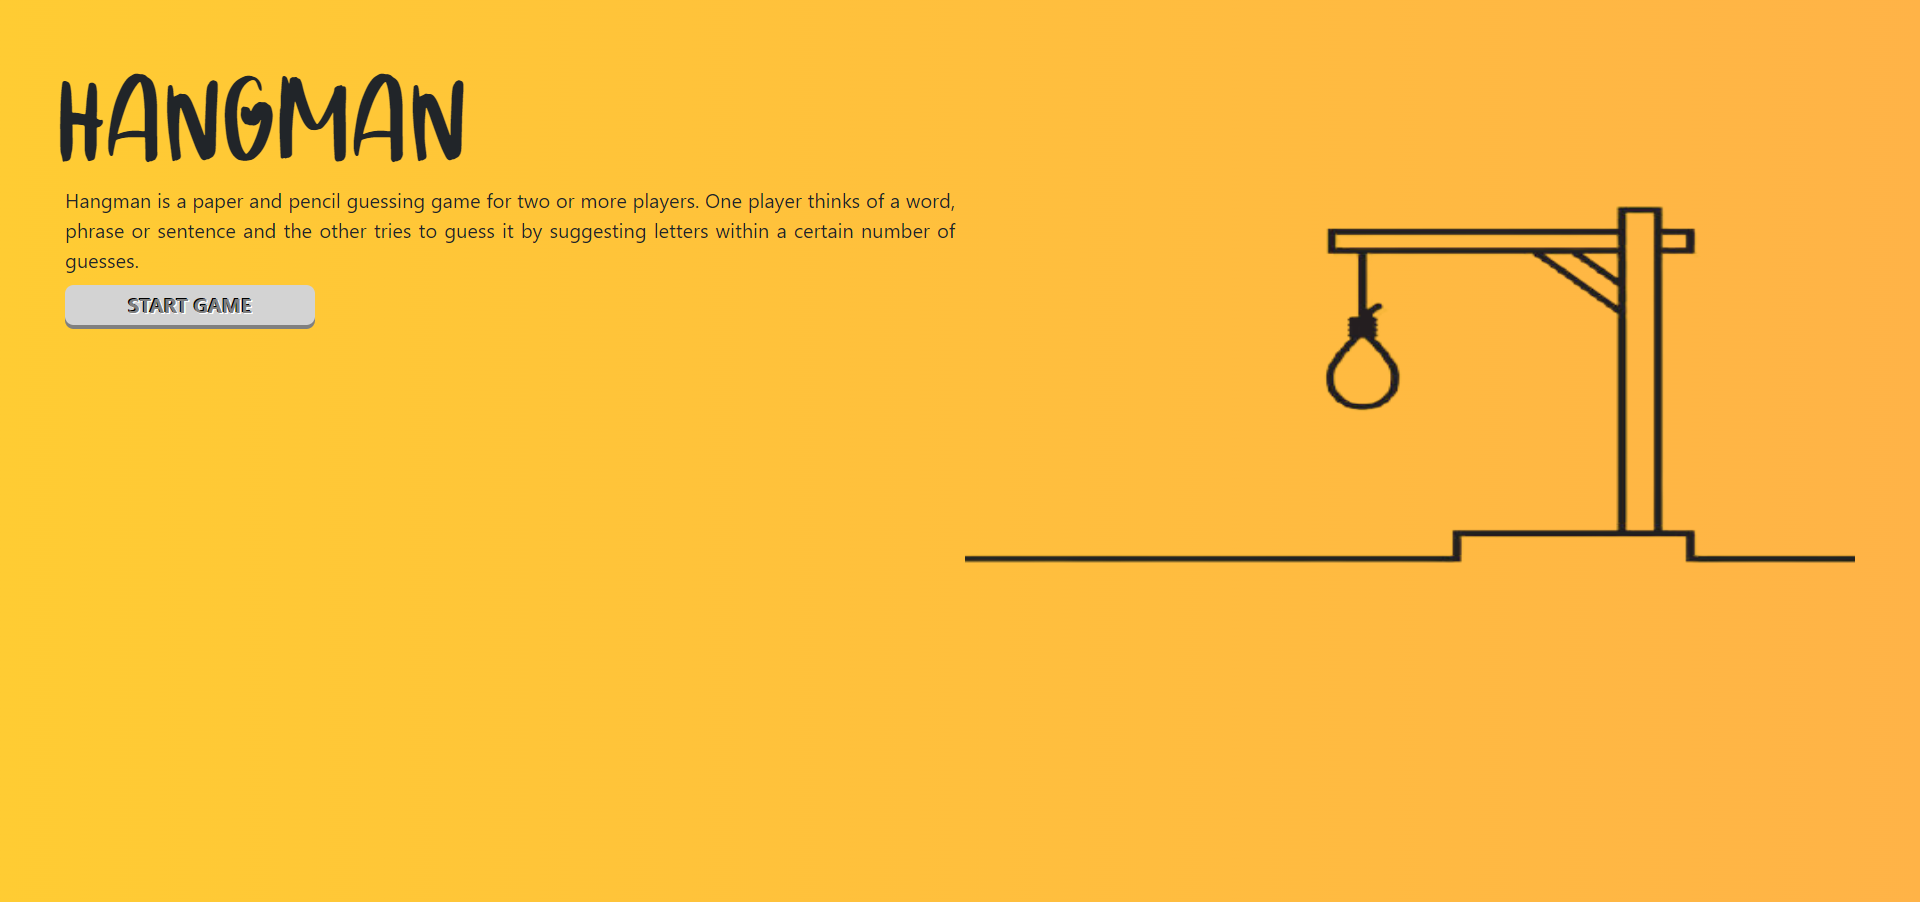 HANGMAN
Hangman is a paper and pencil guessing game for two or more players. One player thinks of a word,
phrase or sentence and the other tries to guess it by suggesting letters within a certain number of
guesses.
START GAME